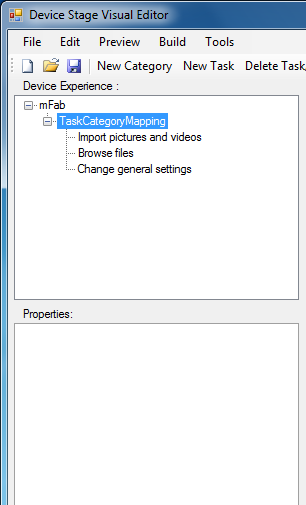 Device Stage Visual Editor
File Edit Preview Build Tools
New Category New Task Delete Task
Device Experience :
mFab
TaskCategoryMapping
Import pictures and videos
Browse files
Change general settings
Properties: